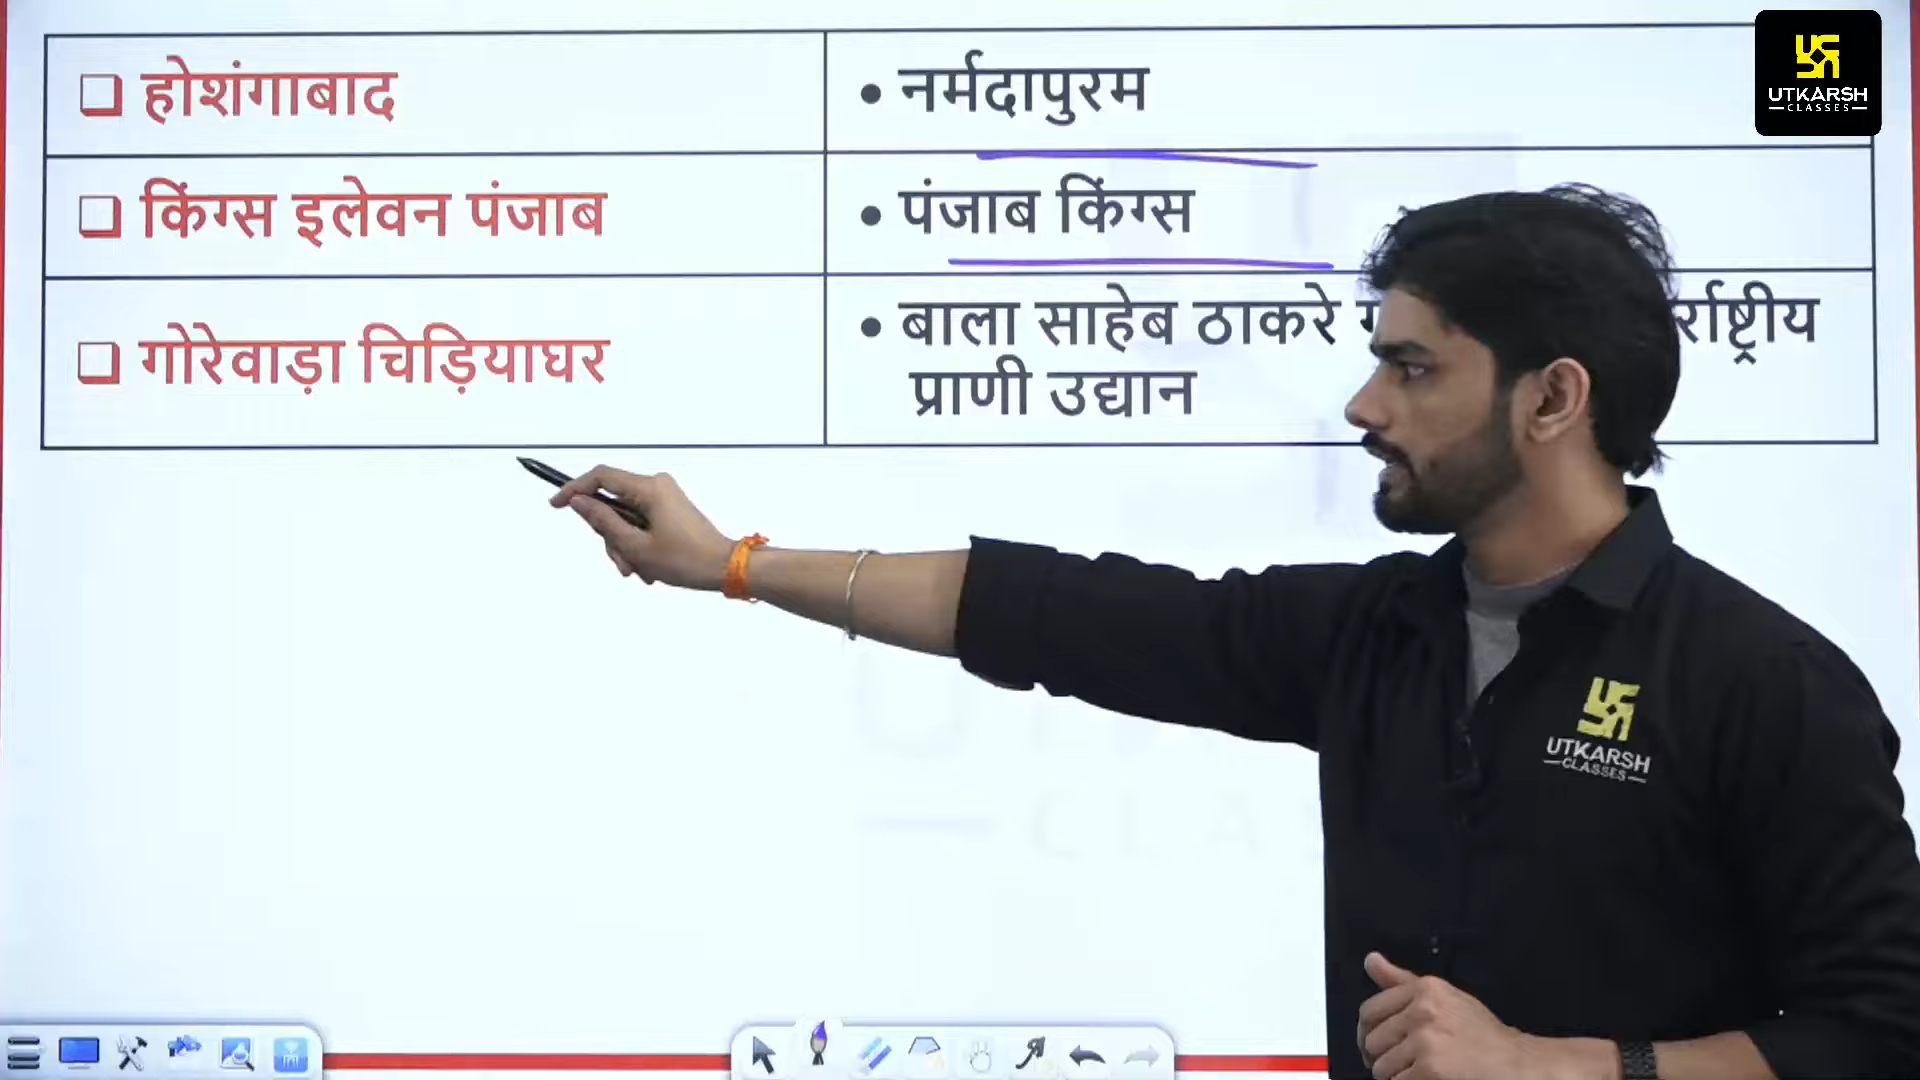 होशंगाबाद
• नर्मदापुरम
किंग्स इलेवन पंजाब
• पंजाब किंग्स
गोरेवाड़ा चिड़ियाघर
• बाला साहेब ठाकरे
प्राणी उद्यान
UTKARSH
CLASSES
UTKARSH
CLASSES